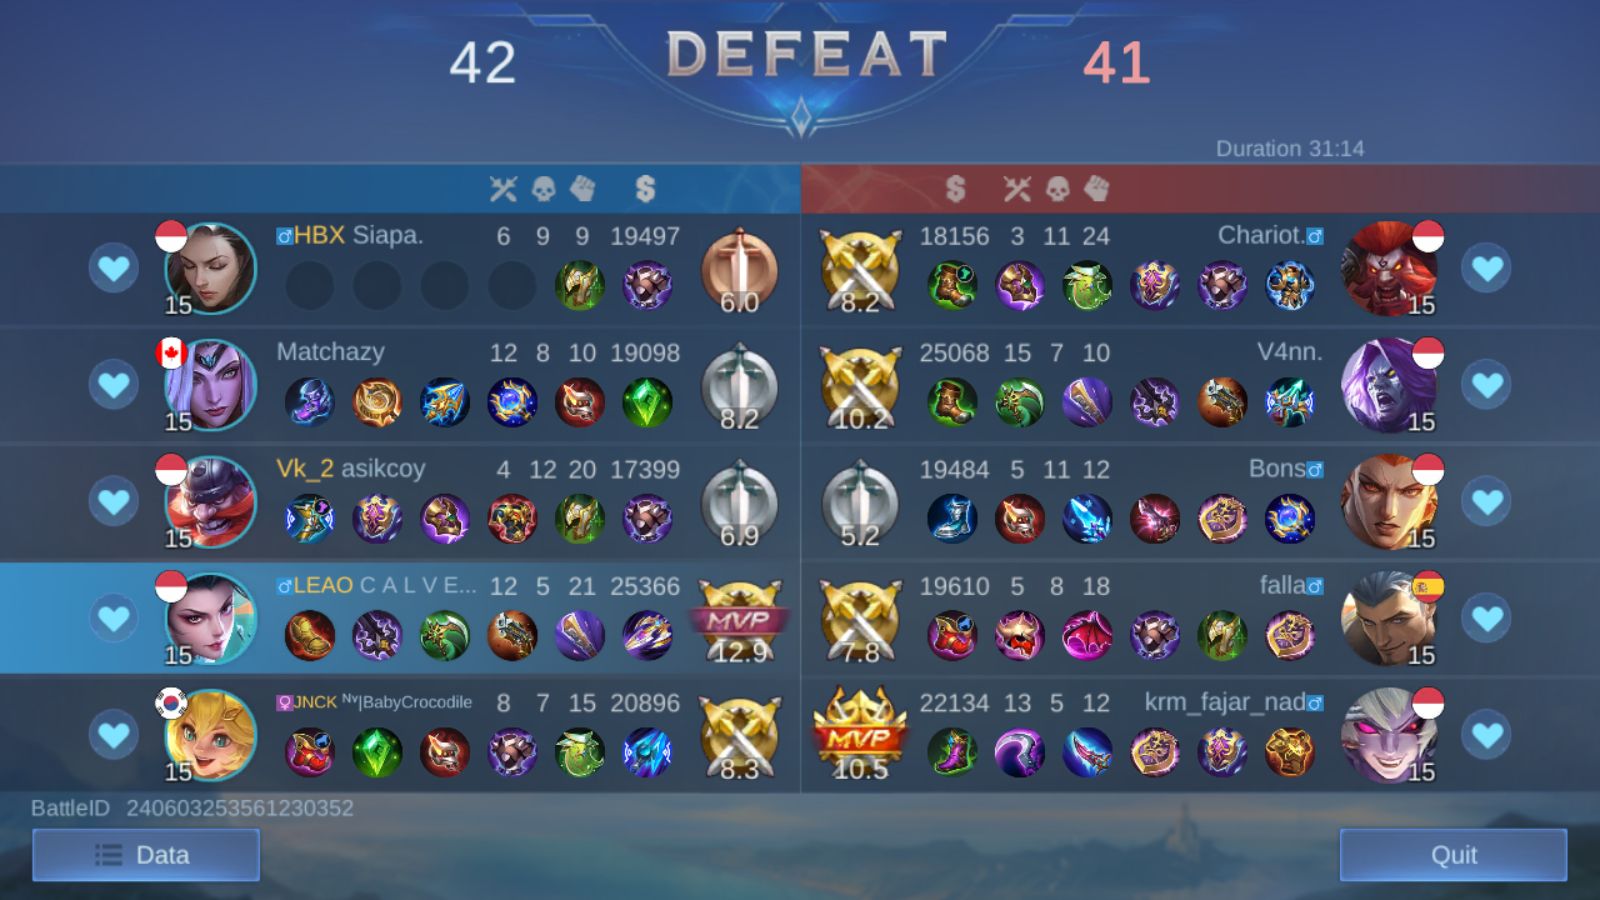 42 DEFEAT 41
Duration 31:14
HBX Siapa. 6 9 9 19497
15 6.0
18156 3 11 24 Chariot.
8.2 15
Matchazy 12 8 10 19098
15 8.2
25068 15 7 10 V4nn.
10.2 15
Vk_2 asikcoy 4 12 20 17399
15 6.9
19484 5 11 12 Bons
5.2 15
LEAO C A L V E... 12 5 21 25366
MVP
15 12.9
19610 5 8 18 falla
7.8 15
JNCK ᴺⱽ|BabyCrocodile 8 7 15 20896
15 8.3
22134 13 5 12 krm_fajar_nad
MVP
10.5 15
BattleID 240603253561230352
Data
Quit